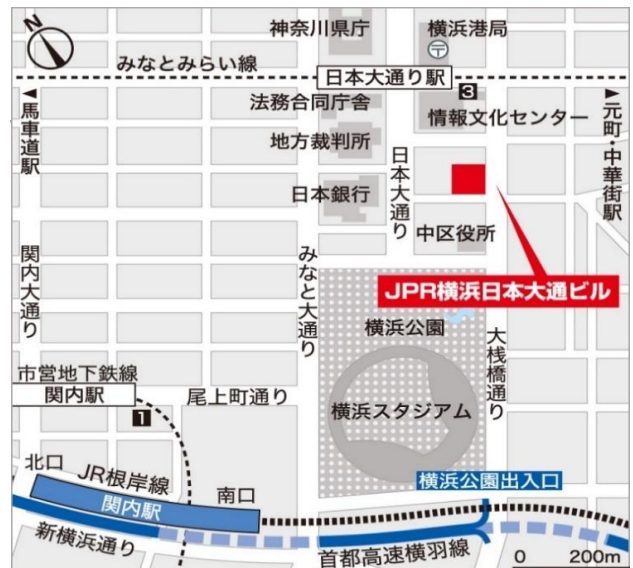 N
神奈川県庁
横浜港局
〒
みなとみらい線
日本大通り駅
3
法務合同庁舎
情報文化センター
馬車道駅
元町・中華街駅
地方裁判所
日本大通り
日本銀行
中区役所
関内大通り
みなと大通り
JPR横浜日本大通ビル
横浜公園
大桟橋通り
市営地下鉄線
関内駅
1
尾上町通り
横浜スタジアム
北口
JR根岸線
関内駅
南口
横浜公園出入口
新横浜通り
首都高速横羽線
0 200m